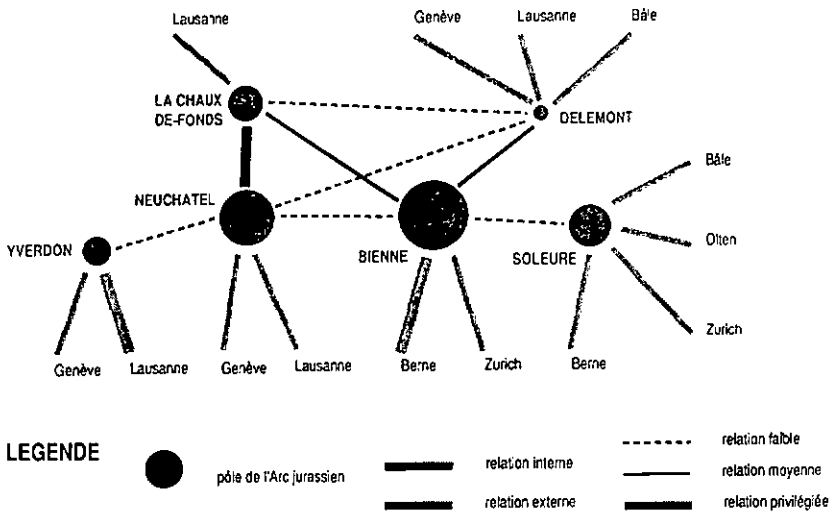 Lausanne
Genève Lausanne Bâle
LA CHAUX
DE-FONDS
DELEMONT
Bâle
NEUCHATEL
YVERDON
BIENNE
SOLEURE
Olten
Zurich
Genève Lausanne Genève Lausanne Berne Zurich Berne
LEGENDE
pôle de l'Arc jurassien
relation interne
relation externe
relation faible
relation moyenne
relation privilégiée